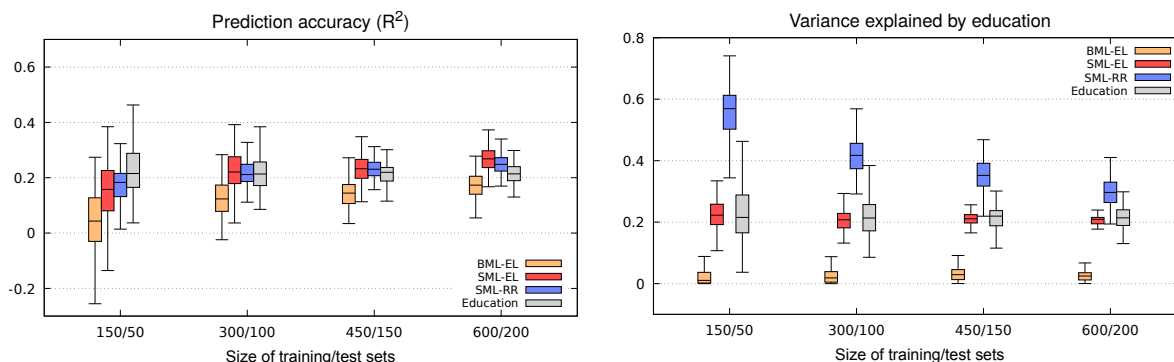 Prediction accuracy (R²)
0.6
0.4
0.2
0
-0.2
BML-EL
SML-EL
SML-RR
Education
150/50 300/100 450/150 600/200
Size of training/test sets
Variance explained by education
0.8
0.6
0.4
0.2
0
BML-EL
SML-EL
SML-RR
Education
150/50 300/100 450/150 600/200
Size of training/test sets